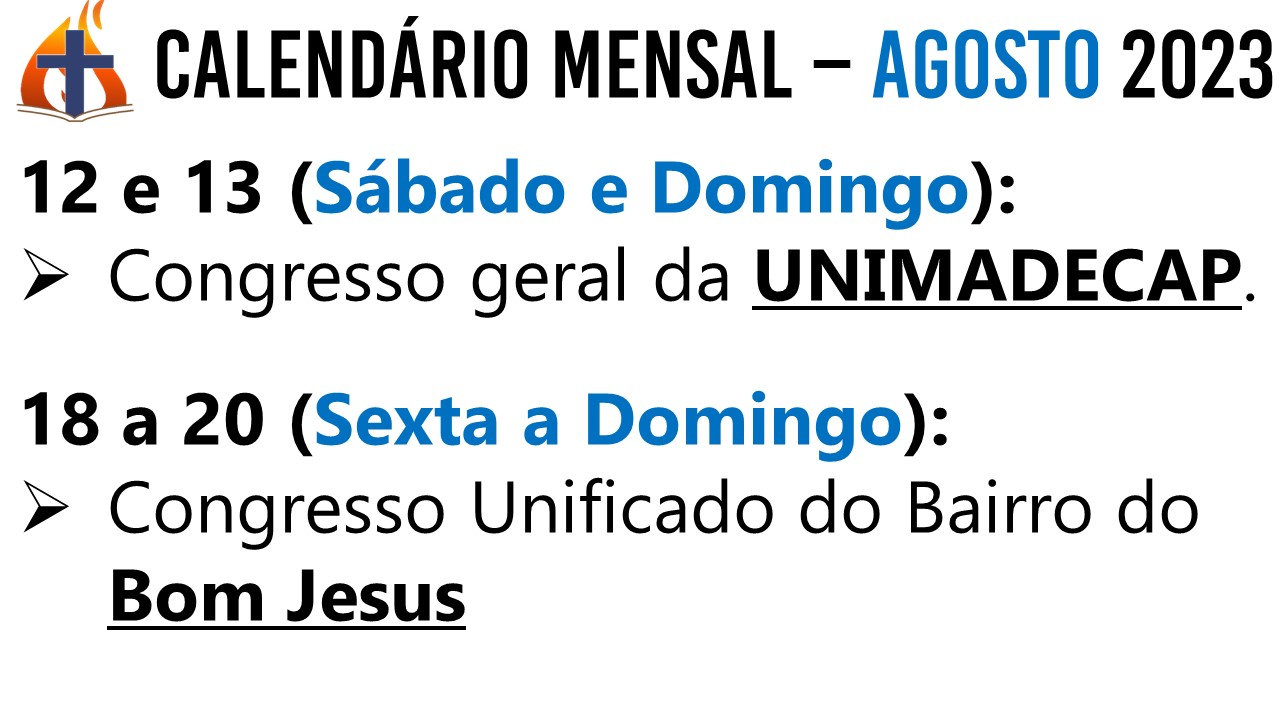 CALENDÁRIO MENSAL – AGOSTO 2023
12 e 13 (Sábado e Domingo):
➢ Congresso geral da UNIMADECAP.
18 a 20 (Sexta a Domingo):
➢ Congresso Unificado do Bairro do
Bom Jesus